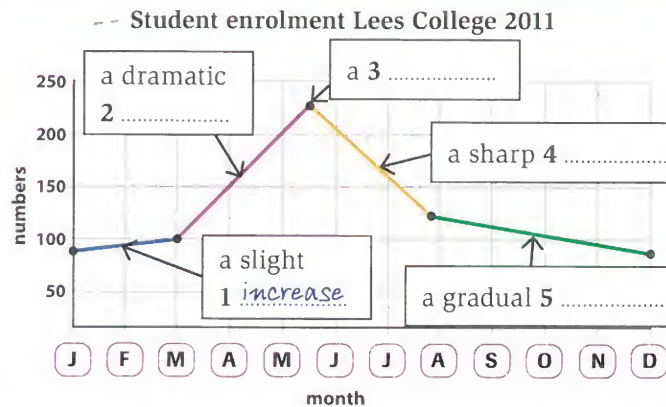 Student enrolment Lees College 2011
250
200
150
100
50
numbers
a dramatic
2 ....................
a 3 ....................
a sharp 4 ....................
a slight
1 increase
a gradual 5 ....................
J F M A M J J A S O N D
month